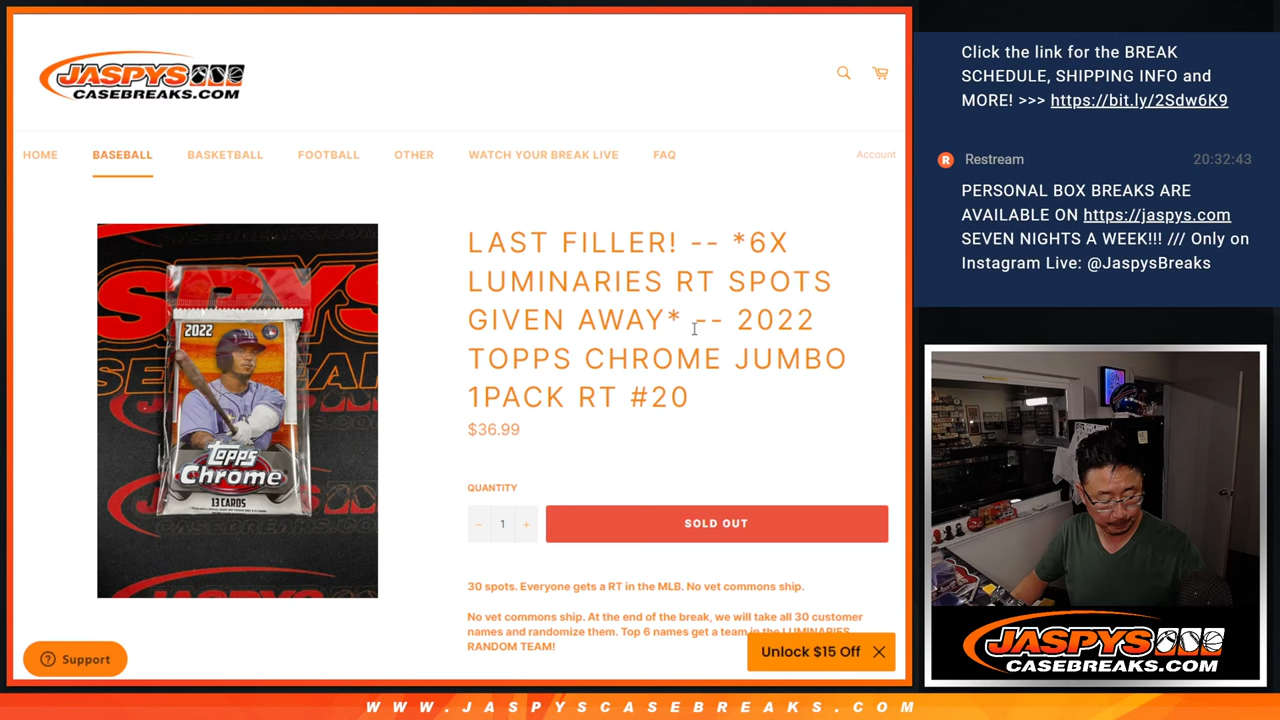 JASPYS
CASEBREAKS.COM
HOME
BASEBALL
BASKETBALL
FOOTBALL
OTHER
WATCH YOUR BREAK LIVE
FAQ
Account
2022
topps
Chrome
13 CARDS
LAST FILLER! -- *6X
LUMINARIES RT SPOTS
GIVEN AWAY* -- 2022
TOPPS CHROME JUMBO
1PACK RT #20
$36.99
QUANTITY
− 1 +
SOLD OUT
30 spots. Everyone gets a RT in the MLB. No vet commons ship.
No vet commons ship. At the end of the break, we will take all 30 customer
names and randomize them. Top 6 names get a team in the LUMINARIES
RANDOM TEAM!
Support
Unlock $15 Off
Click the link for the BREAK
SCHEDULE, SHIPPING INFO and
MORE! >>> https://bit.ly/2Sdw6K9
R Restream 20:32:43
PERSONAL BOX BREAKS ARE
AVAILABLE ON https://jaspys.com
SEVEN NIGHTS A WEEK!!! /// Only on
Instagram Live: @JaspysBreaks
JASPYS
CASEBREAKS.COM
WWW.JASPYSCASEBREAKS.COM